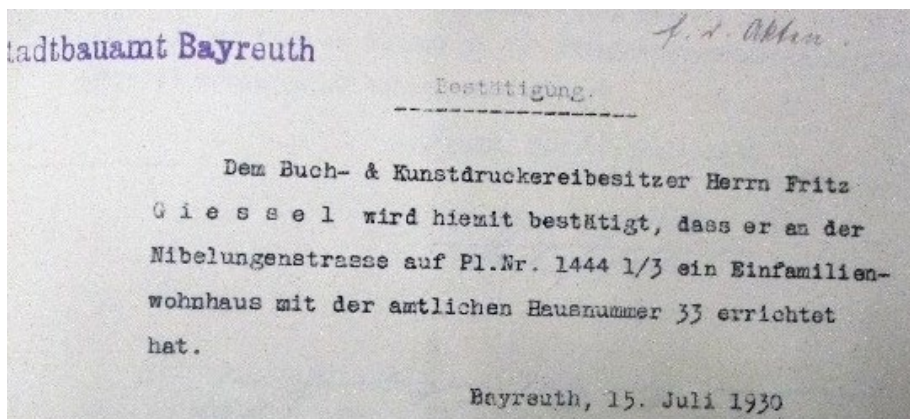 tadtbauamt Bayreuth
f. d. Akten.
Bestätigung.
Dem Buch- & Kunstdruckereibesitzer Herrn Fritz
G i e s s e l wird hiemit bestätigt, dass er an der
Nibelungenstrasse auf Pl.Nr. 1444 1/3 ein Einfamilien-
wohnhaus mit der amtlichen Hausnummer 33 errichtet
hat.
Bayreuth, 15. Juli 1930